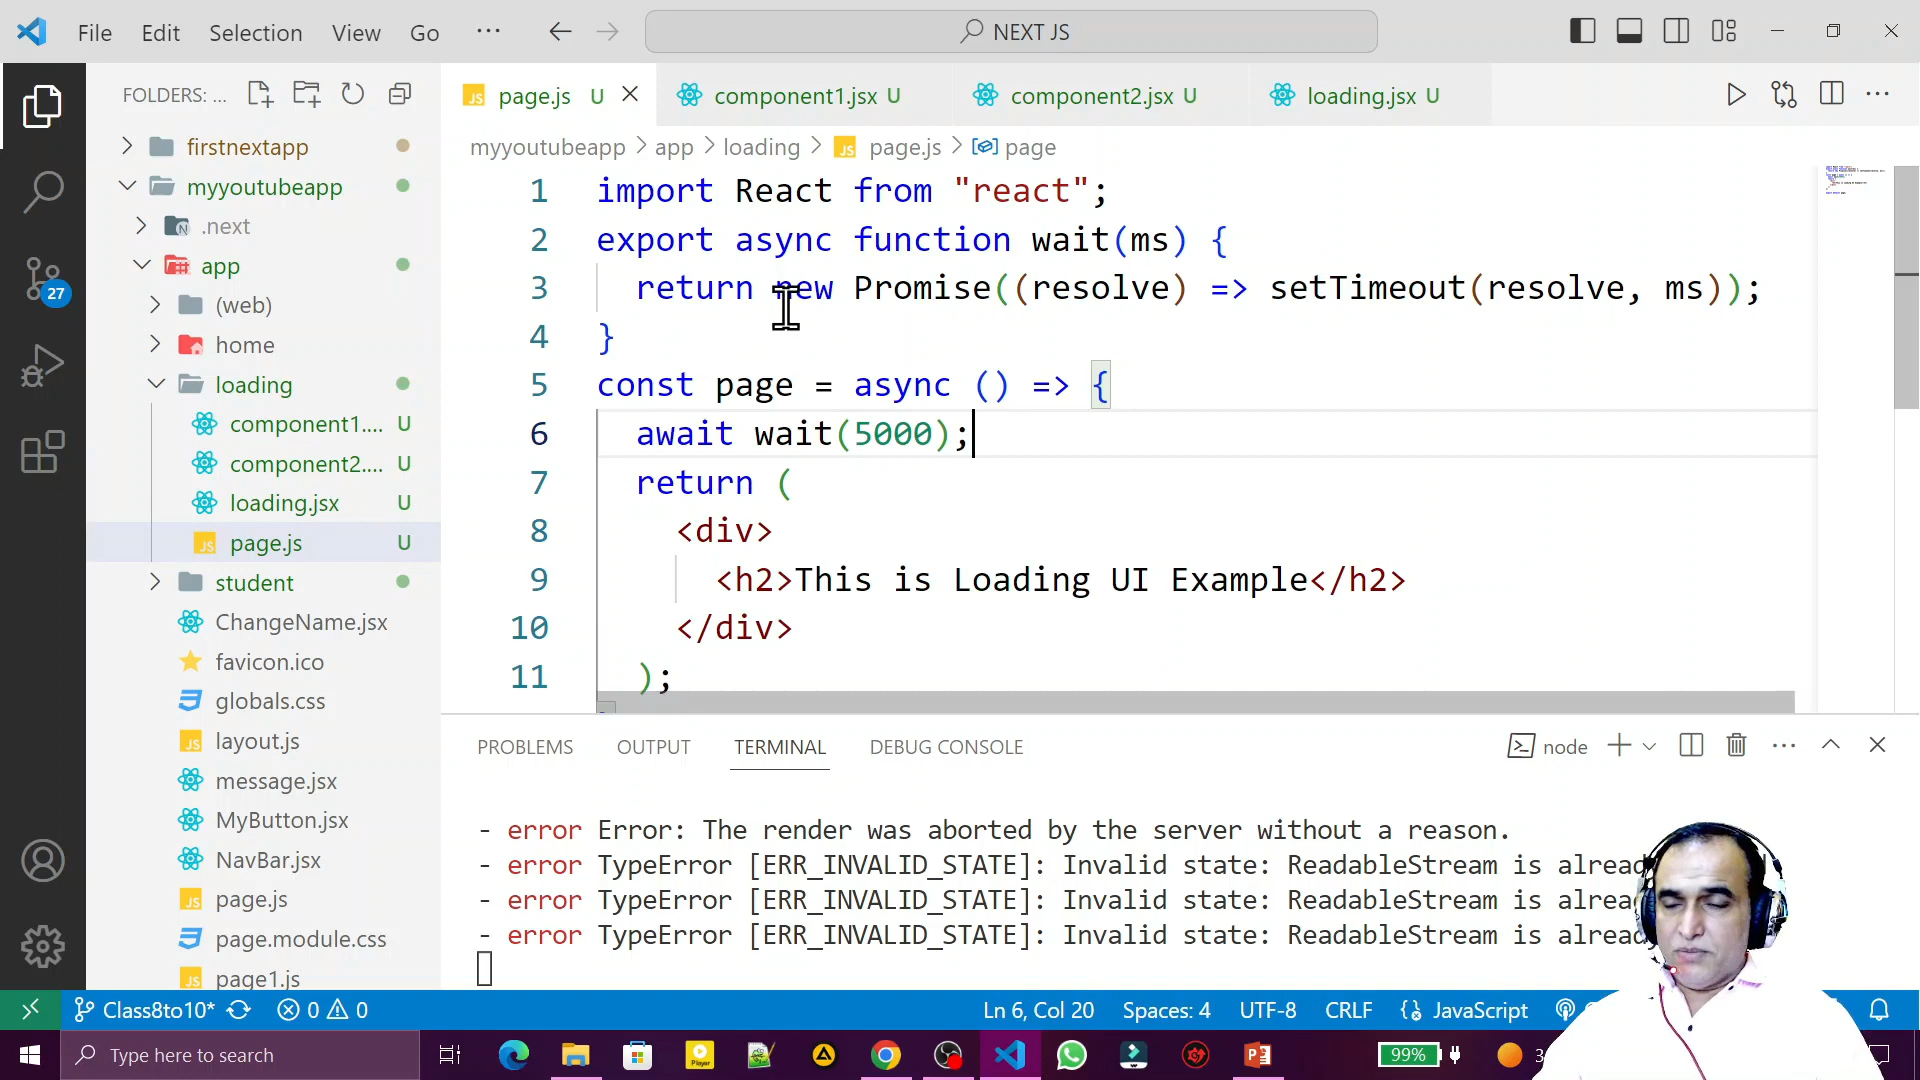 File Edit Selection View Go ... NEXT JS
FOLDERS: ...
page.js U
component1.jsx U
component2.jsx U
loading.jsx U
myyoutubeapp > app > loading > JS page.js > page
firstnextapp
myyoutubeapp
.next
app
(web)
home
loading
component1.... U
component2.... U
loading.jsx U
page.js U
student
ChangeName.jsx
favicon.ico
globals.css
layout.js
message.jsx
MyButton.jsx
NavBar.jsx
page.js
page.module.css
page1.js
27
1 import React from "react";
2 export async function wait(ms) {
3 return new Promise((resolve) => setTimeout(resolve, ms));
4 }
5 const page = async () => {
6 await wait(5000);
7 return (
8 <div>
9 <h2>This is Loading UI Example</h2>
10 </div>
11 );
PROBLEMS OUTPUT TERMINAL DEBUG CONSOLE
node
- error Error: The render was aborted by the server without a reason.
- error TypeError [ERR_INVALID_STATE]: Invalid state: ReadableStream is alread
- error TypeError [ERR_INVALID_STATE]: Invalid state: ReadableStream is alrea
- error TypeError [ERR_INVALID_STATE]: Invalid state: ReadableStream is alrea
Class8to10* 0 0 Ln 6, Col 20 Spaces: 4 UTF-8 CRLF JavaScript
Type here to search
Player
99%